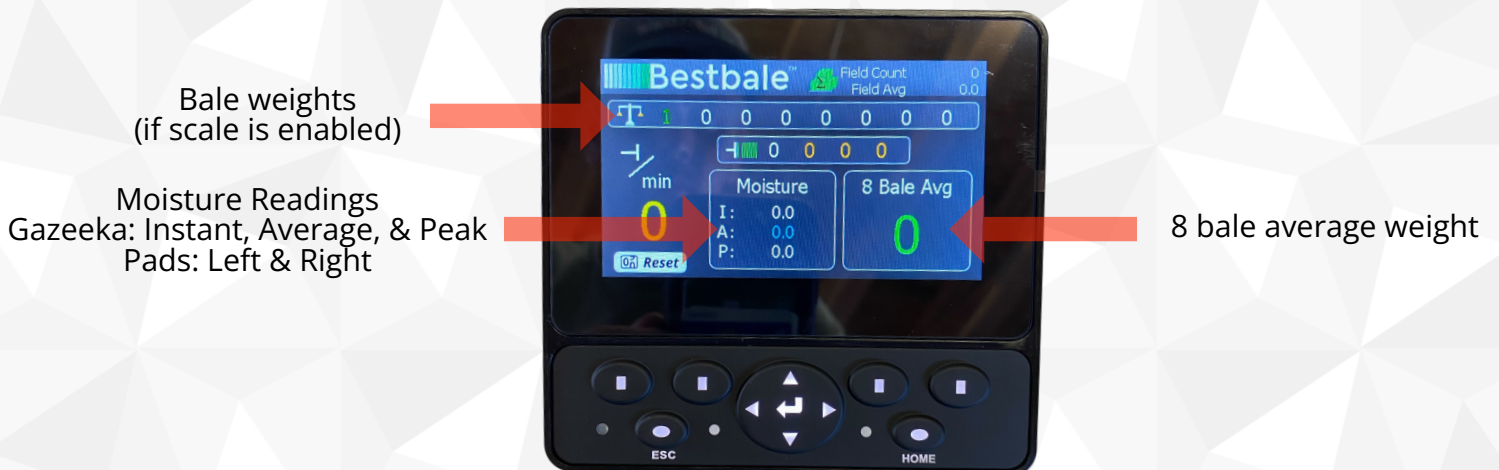 Bale weights
(if scale is enabled)
Moisture Readings
Gazeeka: Instant, Average, & Peak
Pads: Left & Right
Bestbale™
Field Count 0
Field Avg 0.0
1 0 0 0 0 0 0 0
0 0 0 0
min
0
Reset
Moisture
I: 0.0
A: 0.0
P: 0.0
8 Bale Avg
0
8 bale average weight
ESC
HOME